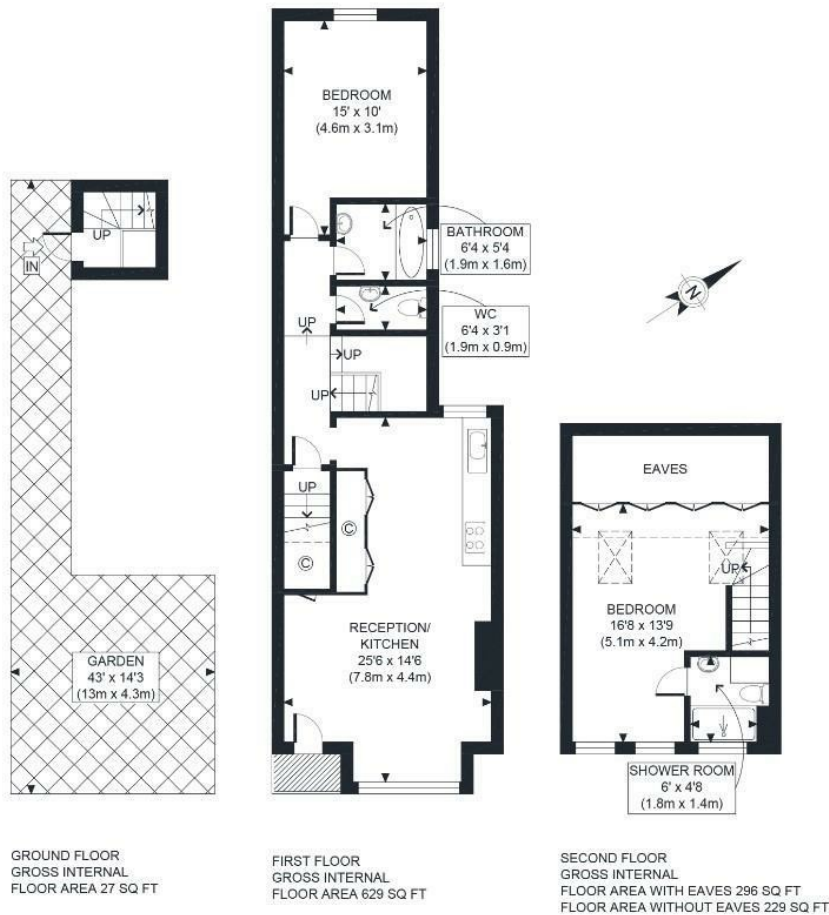 UP
IN
GARDEN
43' x 14'3
(13m x 4.3m)
GROUND FLOOR
GROSS INTERNAL
FLOOR AREA 27 SQ FT
BEDROOM
15' x 10'
(4.6m x 3.1m)
BATHROOM
6'4 x 5'4
(1.9m x 1.6m)
WC
6'4 x 3'1
(1.9m x 0.9m)
UP
UP
UP
UP
C
C
RECEPTION/
KITCHEN
25'6 x 14'6
(7.8m x 4.4m)
FIRST FLOOR
GROSS INTERNAL
FLOOR AREA 629 SQ FT
N
EAVES
UP
BEDROOM
16'8 x 13'9
(5.1m x 4.2m)
SHOWER ROOM
6' x 4'8
(1.8m x 1.4m)
SECOND FLOOR
GROSS INTERNAL
FLOOR AREA WITH EAVES 296 SQ FT
FLOOR AREA WITHOUT EAVES 229 SQ FT